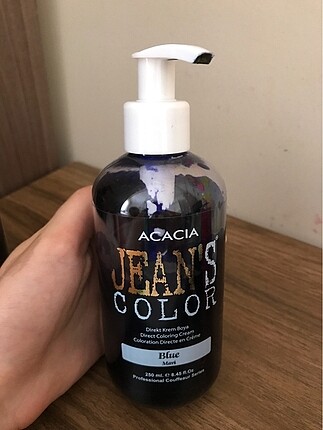 ACACIA
JEAN'S
COLOR
Direkt Krem Boya
Direct Coloring Cream
Coloration Directe en Crème
Blue
Mavi
250 ml. ℮ 8.45 fl.Oz
Professional Couffeour Series